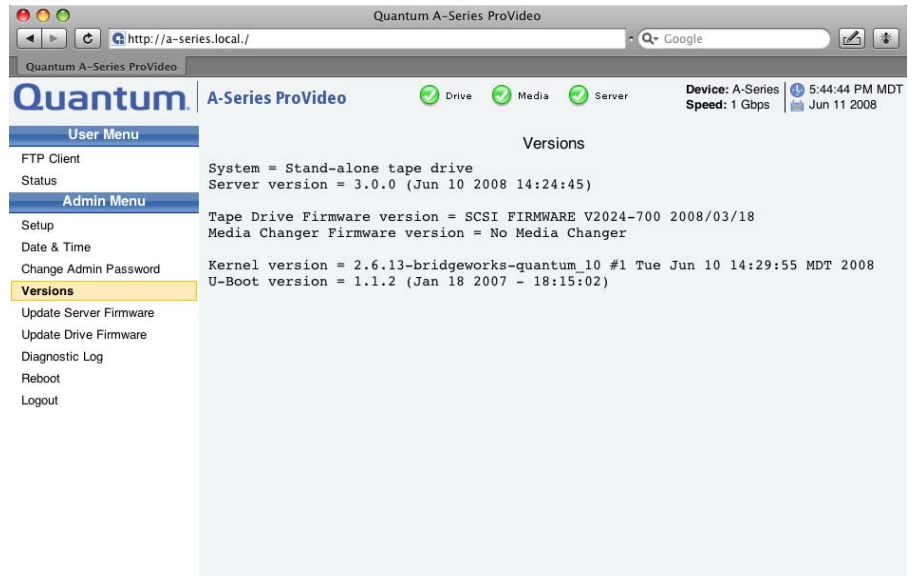 Quantum A-Series ProVideo
http://a-series.local./
Google
Quantum A-Series ProVideo
Quantum.
A-Series ProVideo
Drive
Media
Server
Device: A-Series
Speed: 1 Gbps
5:44:44 PM MDT
Jun 11 2008
User Menu
FTP Client
Status
Admin Menu
Setup
Date & Time
Change Admin Password
Versions
Update Server Firmware
Update Drive Firmware
Diagnostic Log
Reboot
Logout
Versions
System = Stand-alone tape drive
Server version = 3.0.0 (Jun 10 2008 14:24:45)
Tape Drive Firmware version = SCSI FIRMWARE V2024-700 2008/03/18
Media Changer Firmware version = No Media Changer
Kernel version = 2.6.13-bridgeworks-quantum_10 #1 Tue Jun 10 14:29:55 MDT 2008
U-Boot version = 1.1.2 (Jan 18 2007 - 18:15:02)